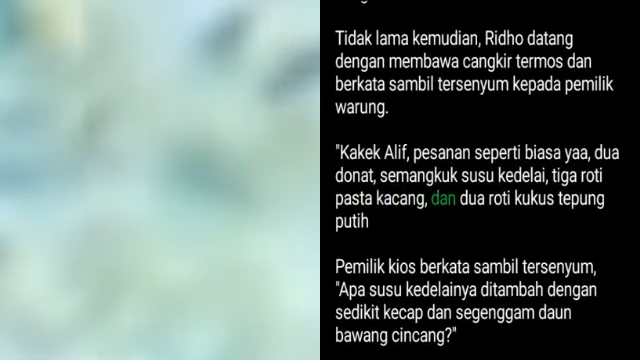 Tidak lama kemudian, Ridho datang
dengan membawa cangkir termos dan
berkata sambil tersenyum kepada pemilik
warung.
"Kakek Alif, pesanan seperti biasa yaa, dua
donat, semangkuk susu kedelai, tiga roti
pasta kacang, dan dua roti kukus tepung
putih
Pemilik kios berkata sambil tersenyum,
"Apa susu kedelainya ditambah dengan
sedikit kecap dan segenggam daun
bawang cincang?"